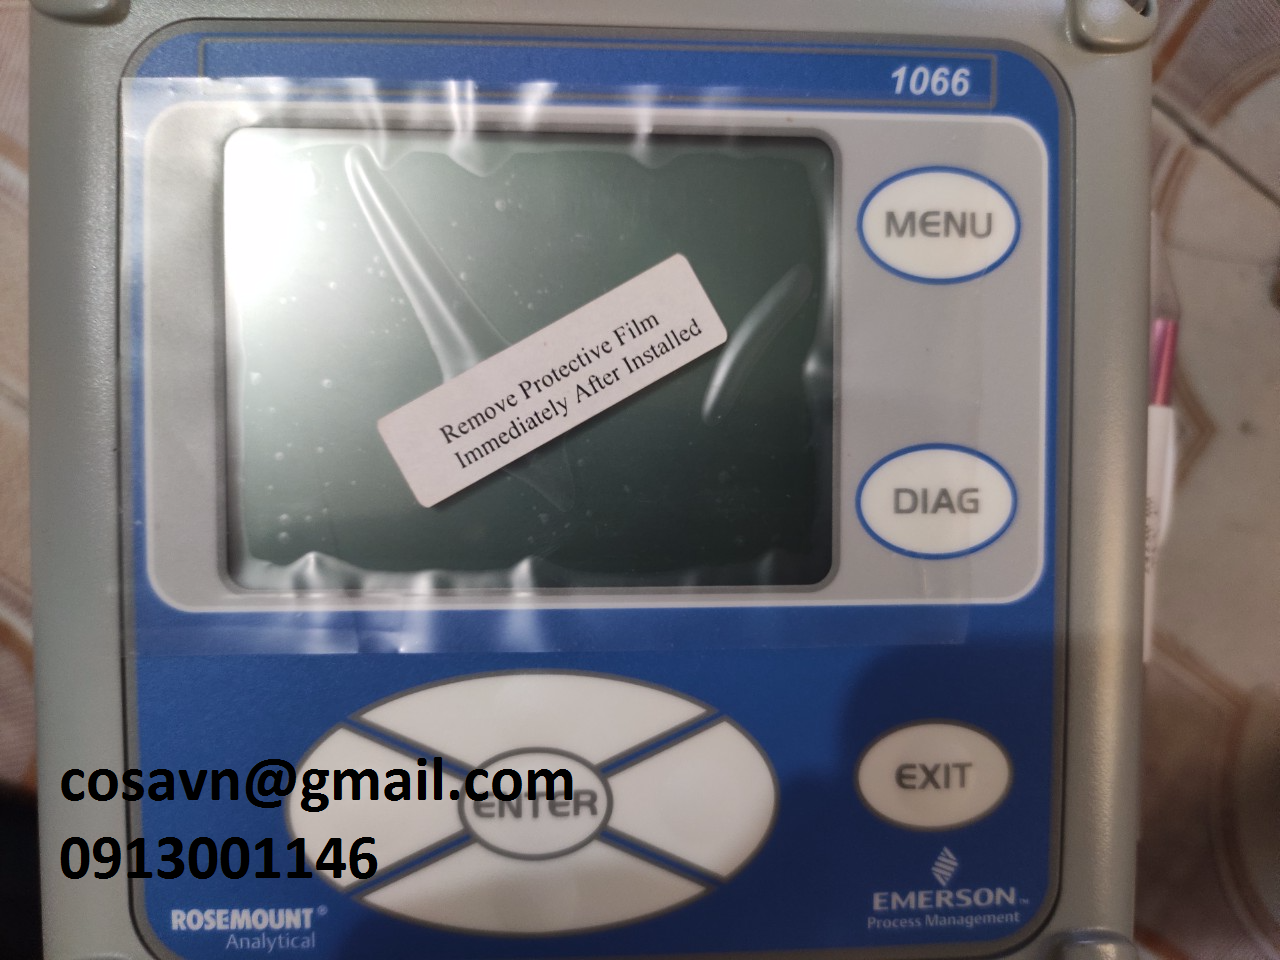 1066
MENU
Remove Protective Film
Immediately After Installed
DIAG
cosavn@gmail.com
ENTER
EXIT
0913001146
ROSEMOUNT®
Analytical
EMERSON™
Process Management